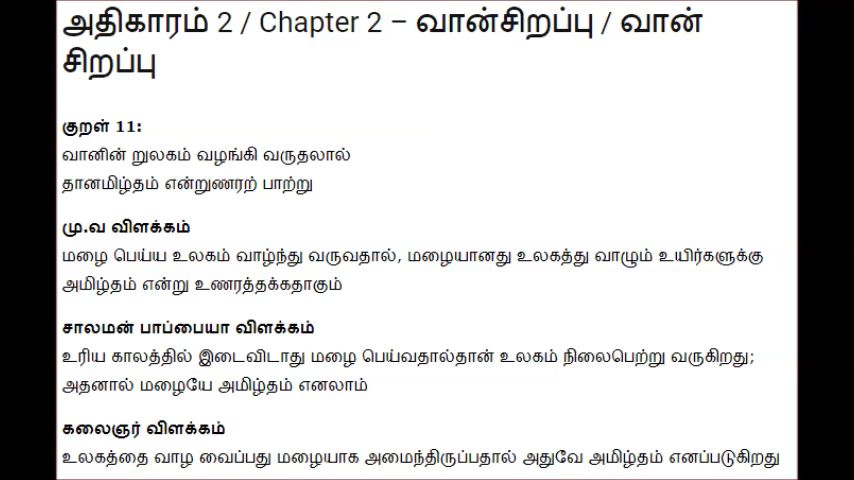 அதிகாரம் 2 / Chapter 2 – வான்சிறப்பு / வான்
சிறப்பு
குறள் 11:
வானின் றுலகம் வழங்கி வருதலால்
தானமிழ்தம் என்றுணரற் பாற்று
மு.வ விளக்கம்
மழை பெய்ய உலகம் வாழ்ந்து வருவதால், மழையானது உலகத்து வாழும் உயிர்களுக்கு
அமிழ்தம் என்று உணரத்தக்கதாகும்
சாலமன் பாப்பையா விளக்கம்
உரிய காலத்தில் இடைவிடாது மழை பெய்வதால்தான் உலகம் நிலைபெற்று வருகிறது;
அதனால் மழையே அமிழ்தம் எனலாம்
கலைஞர் விளக்கம்
உலகத்தை வாழ வைப்பது மழையாக அமைந்திருப்பதால் அதுவே அமிழ்தம் எனப்படுகிறது